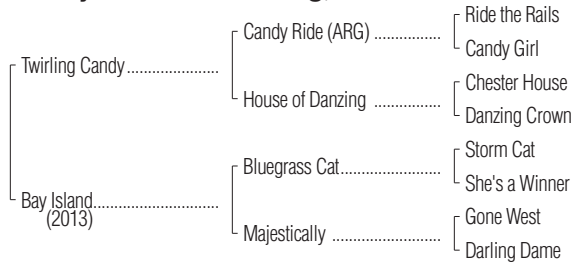 Ride the Rails
Candy Ride (ARG) ................
Candy Girl
Twirling Candy ......................
Chester House
House of Danzing ...................
Danzing Crown
Storm Cat
Bluegrass Cat........................
She's a Winner
Bay Island..............................
(2013)
Gone West
Majestically ..........................
Darling Dame